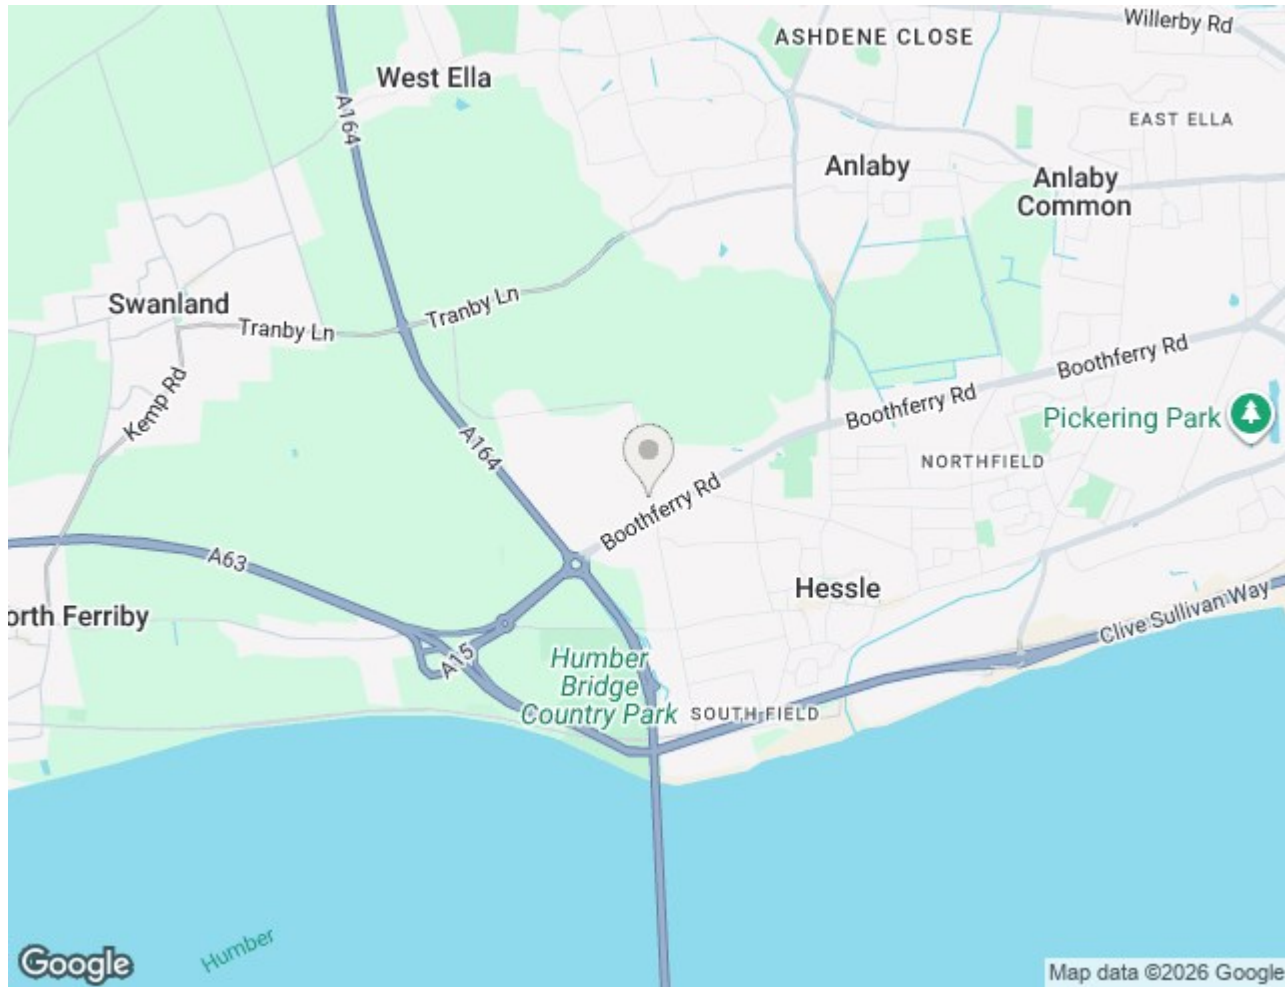 Willerby Rd
ASHDENE CLOSE
West Ella
A164
EAST ELLA
Anlaby
Anlaby
Common
Swanland
Tranby Ln
Tranby Ln
Boothferry Rd
Kemp Rd
Boothferry Rd
Pickering Park
A164
NORTHFIELD
Boothferry Rd
A63
Hessle
orth Ferriby
Clive Sullivan Way
A15
Humber
Bridge
Country Park
SOUTH FIELD
Humber
Google
Map data ©2026 Google